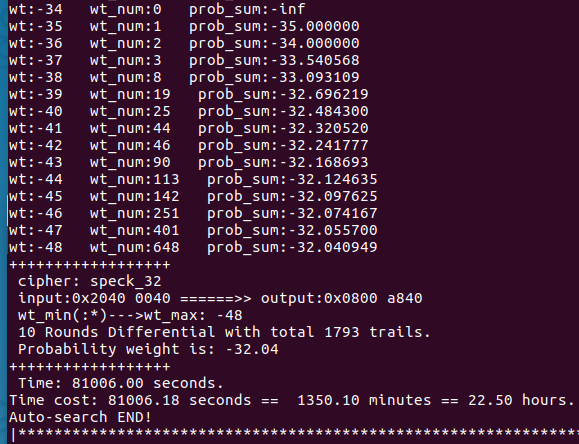 wt:-34   wt_num:0   prob_sum:-inf
wt:-35   wt_num:1   prob_sum:-35.000000
wt:-36   wt_num:2   prob_sum:-34.000000
wt:-37   wt_num:3   prob_sum:-33.540568
wt:-38   wt_num:8   prob_sum:-33.093109
wt:-39   wt_num:19   prob_sum:-32.696219
wt:-40   wt_num:25   prob_sum:-32.484300
wt:-41   wt_num:44   prob_sum:-32.320520
wt:-42   wt_num:46   prob_sum:-32.241777
wt:-43   wt_num:90   prob_sum:-32.168693
wt:-44   wt_num:113   prob_sum:-32.124635
wt:-45   wt_num:142   prob_sum:-32.097625
wt:-46   wt_num:251   prob_sum:-32.074167
wt:-47   wt_num:401   prob_sum:-32.055700
wt:-48   wt_num:648   prob_sum:-32.040949
++++++++++++++++++
 cipher: speck_32
 input:0x2040 0040 ======>> output:0x0800 a840
 wt_min(:*)--->wt_max: -48
 10 Rounds Differential with total 1793 trails.
 Probability weight is: -32.04
++++++++++++++++++
 Time: 81006.00 seconds.
Time cost: 81006.18 seconds ==  1350.10 minutes == 22.50 hours.
Auto-search END!
|***************************************************************